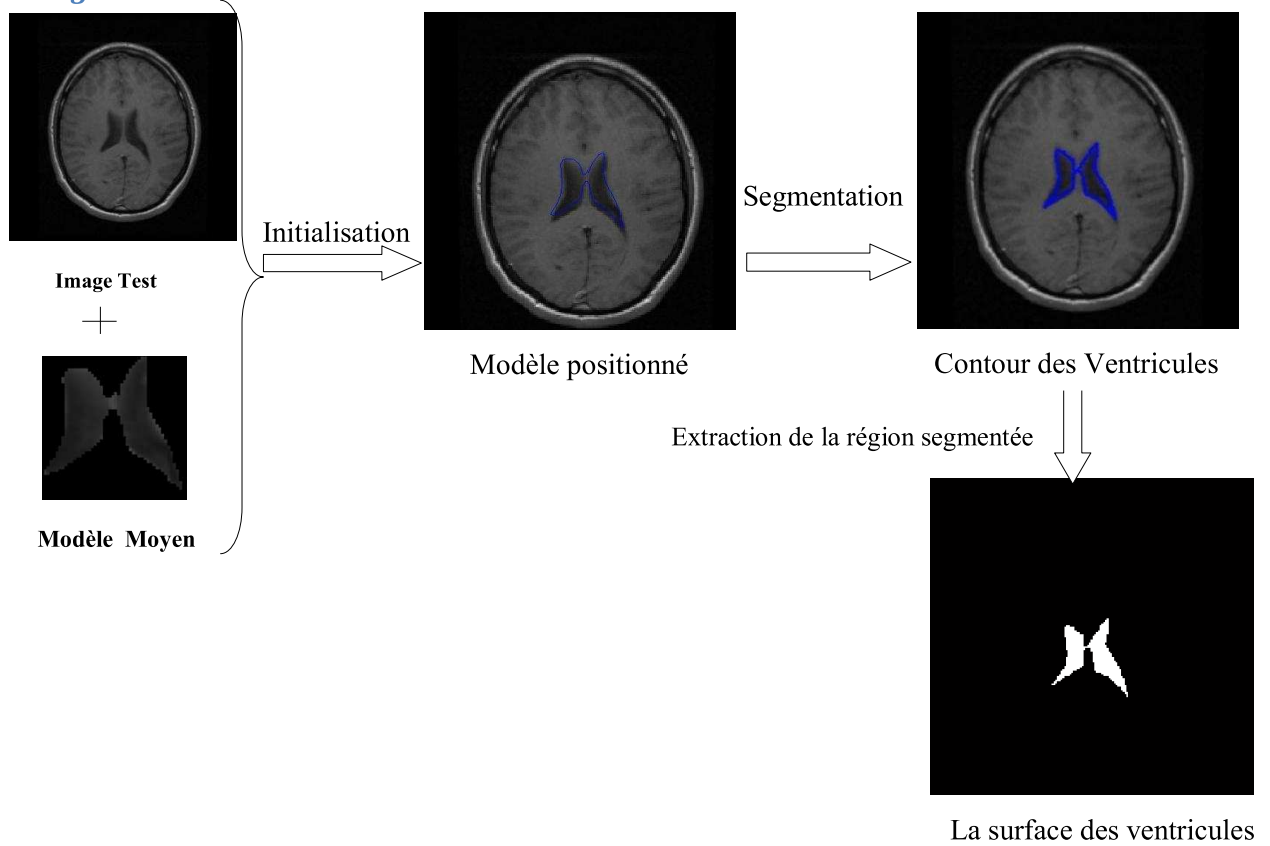 Image Test
Modèle Moyen
Initialisation
Modèle positionné
Segmentation
Contour des Ventricules
Extraction de la région segmentée
La surface des ventricules